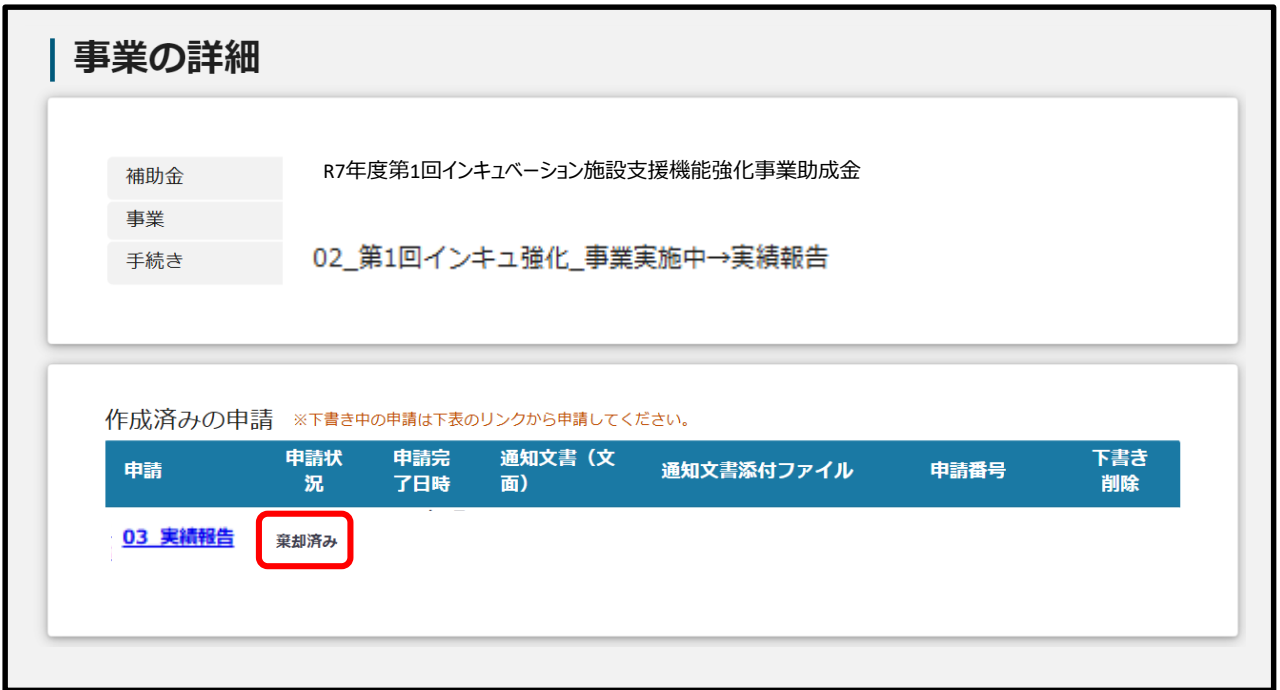 事業の詳細
補助金
R7年度第1回インキュベーション施設支援機能強化事業助成金
事業
手続き
02_第1回インキュ強化_事業実施中→実績報告
作成済みの申請 ※下書き中の申請は下表のリンクから申請してください。
申請
申請状
況
申請完
了日時
通知文書（文
面）
通知文書添付ファイル
申請番号
下書き
削除
03_実績報告
棄却済み